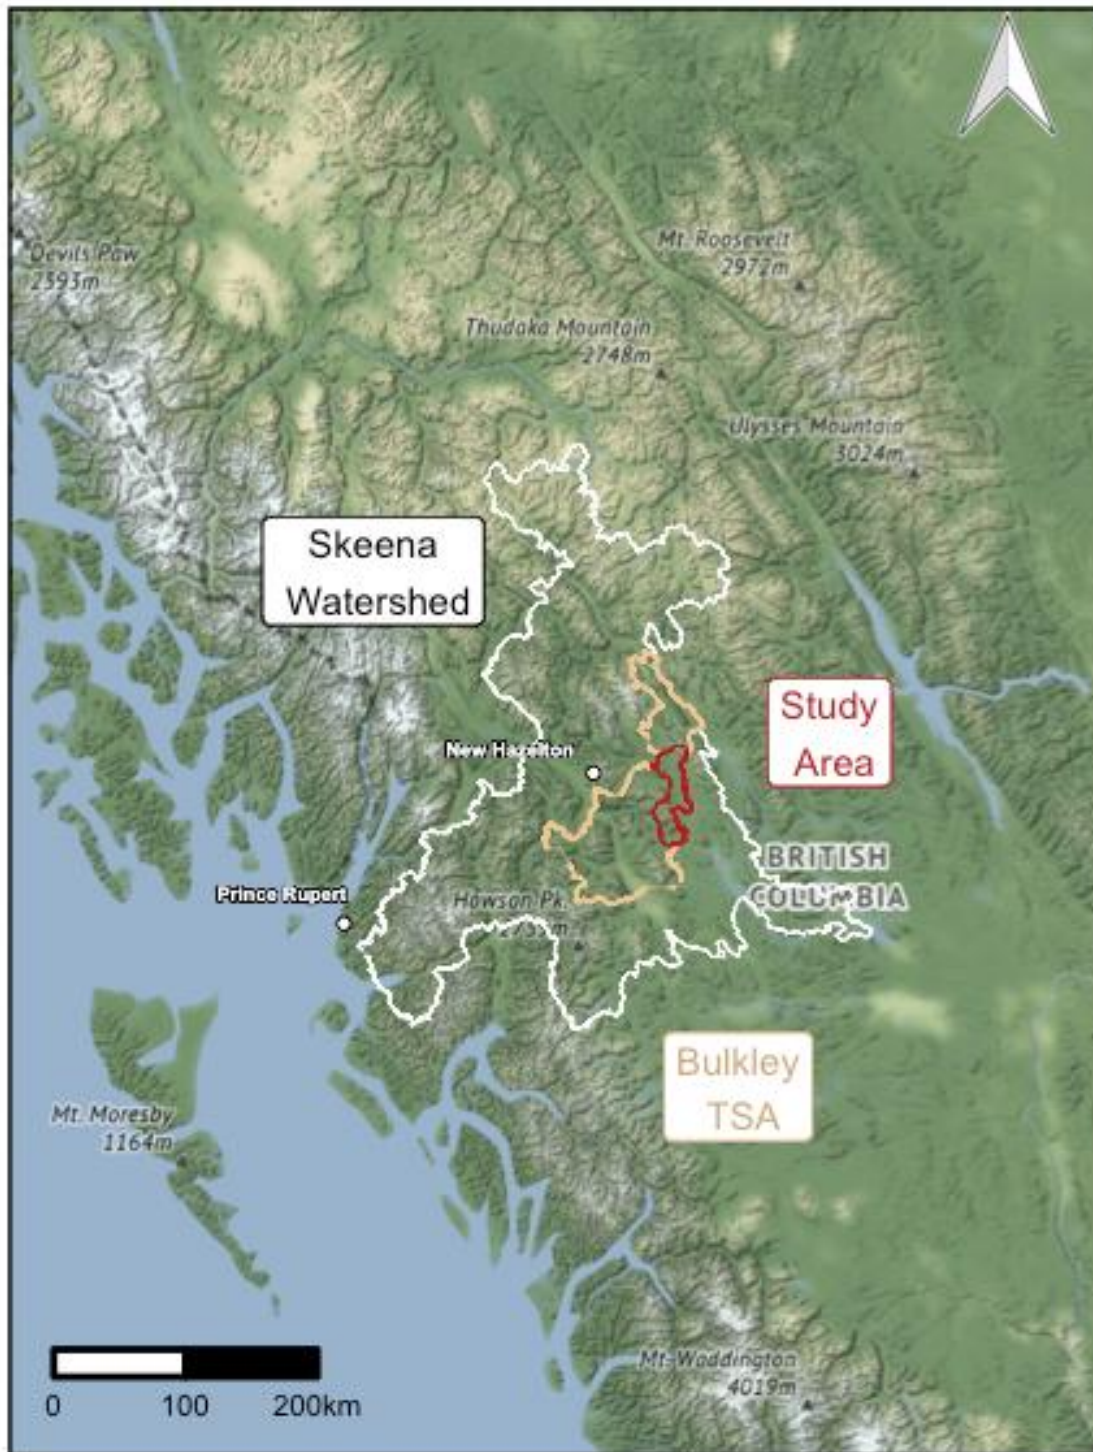 Devils Paw
2593m
Mt. Roosevelt
2972m
Thudaka Mountain
2748m
Ulysses Mountain
3024m
Skeena
Watershed
Study
Area
New Hazelton
BRITISH
COLUMBIA
Prince Rupert
Howson Pk.
2759m
Bulkley
TSA
Mt. Moresby
1164m
Mt. Waddington
4019m
0 100 200km